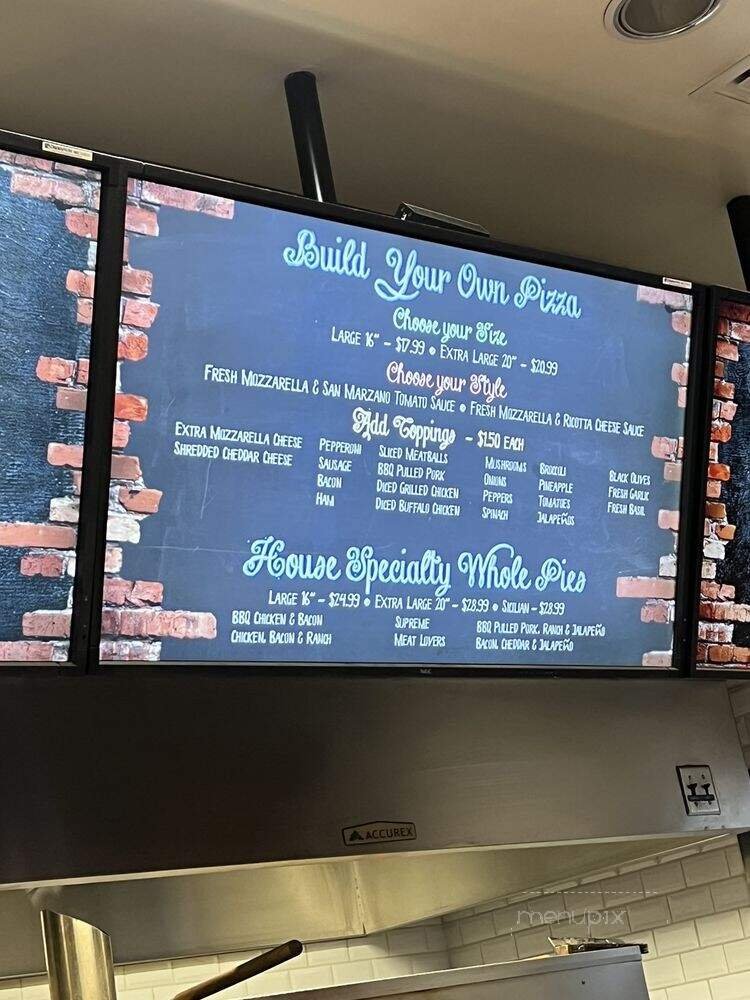 Build Your Own Pizza
Choose your Size
Large 16" - $17.99 • Extra Large 20" - $20.99
Choose your Style
Fresh Mozzarella & San Marzano Tomato Sauce • Fresh Mozzarella & Ricotta Cheese Sauce
Add Toppings - $1.50 each
Extra Mozzarella Cheese
Shredded Cheddar Cheese
Pepperoni
Sausage
Bacon
Ham
Sliced Meatballs
BBQ Pulled Pork
Diced Grilled Chicken
Diced Buffalo Chicken
Mushrooms
Onions
Peppers
Spinach
Broccoli
Pineapple
Tomatoes
Jalapeños
Black Olives
Fresh Garlic
Fresh Basil
House Specialty Whole Pies
Large 16" - $24.99 • Extra Large 20" - $28.99 • Sicilian - $28.99
BBQ Chicken & Bacon
Chicken, Bacon & Ranch
Supreme
Meat Lovers
BBQ Pulled Pork, Ranch & Jalapeño
Bacon, Cheddar & Jalapeño
NEC
ACCUREX
menupix